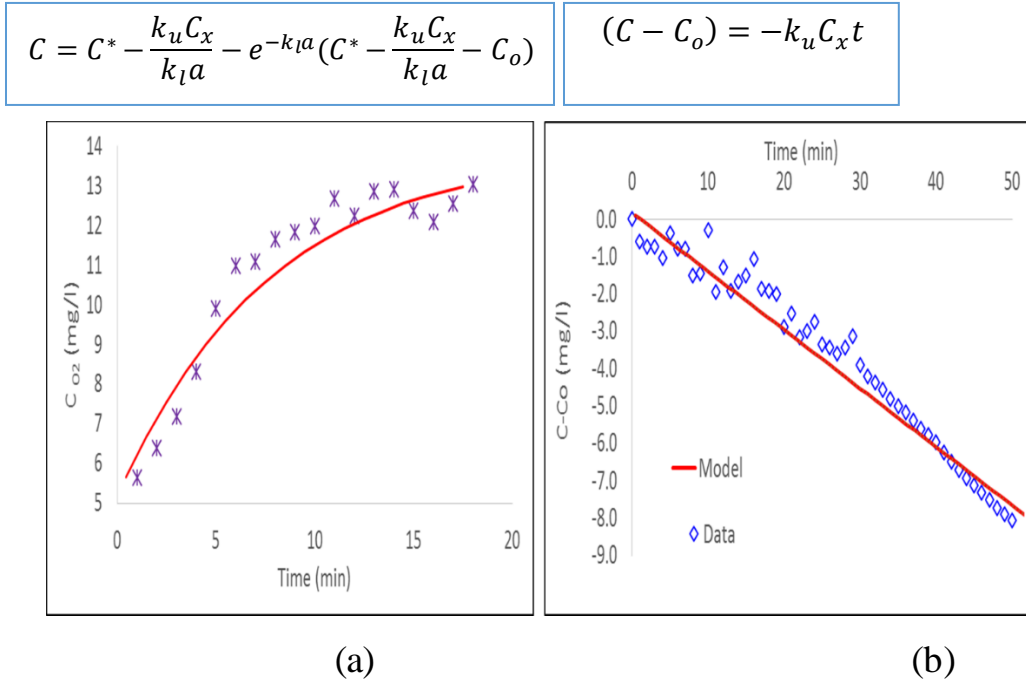 C = C* − \frac{k_u C_x}{k_l a} − e^{−k_l a}(C* − \frac{k_u C_x}{k_l a} − C_o)
(C − C_o) = −k_u C_x t
14
13
12
11
10
9
8
7
6
5
C O2 (mg/l)
0 5 10 15 20
Time (min)
Time (min)
0 10 20 30 40 50
0.0
-1.0
-2.0
-3.0
-4.0
-5.0
-6.0
-7.0
-8.0
-9.0
C-Co (mg/l)
Model
Data
(a)
(b)